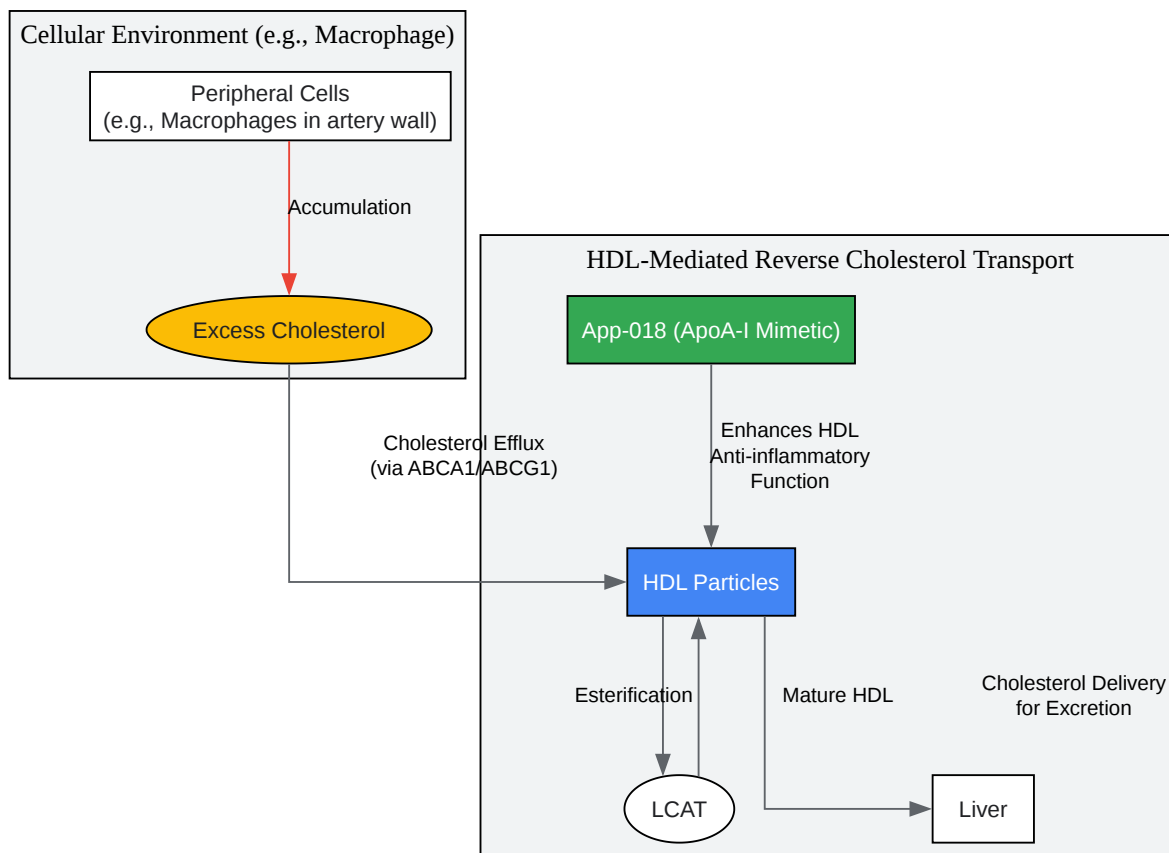 Cellular Environment (e.g., Macrophage)
Peripheral Cells
(e.g., Macrophages in artery wall)
Accumulation
Excess Cholesterol
HDL-Mediated Reverse Cholesterol Transport
App-018 (ApoA-I Mimetic)
Cholesterol Efflux
(via ABCA1/ABCG1)
Enhances HDL
Anti-inflammatory
Function
HDL Particles
Esterification
Mature HDL
Cholesterol Delivery
for Excretion
LCAT
Liver